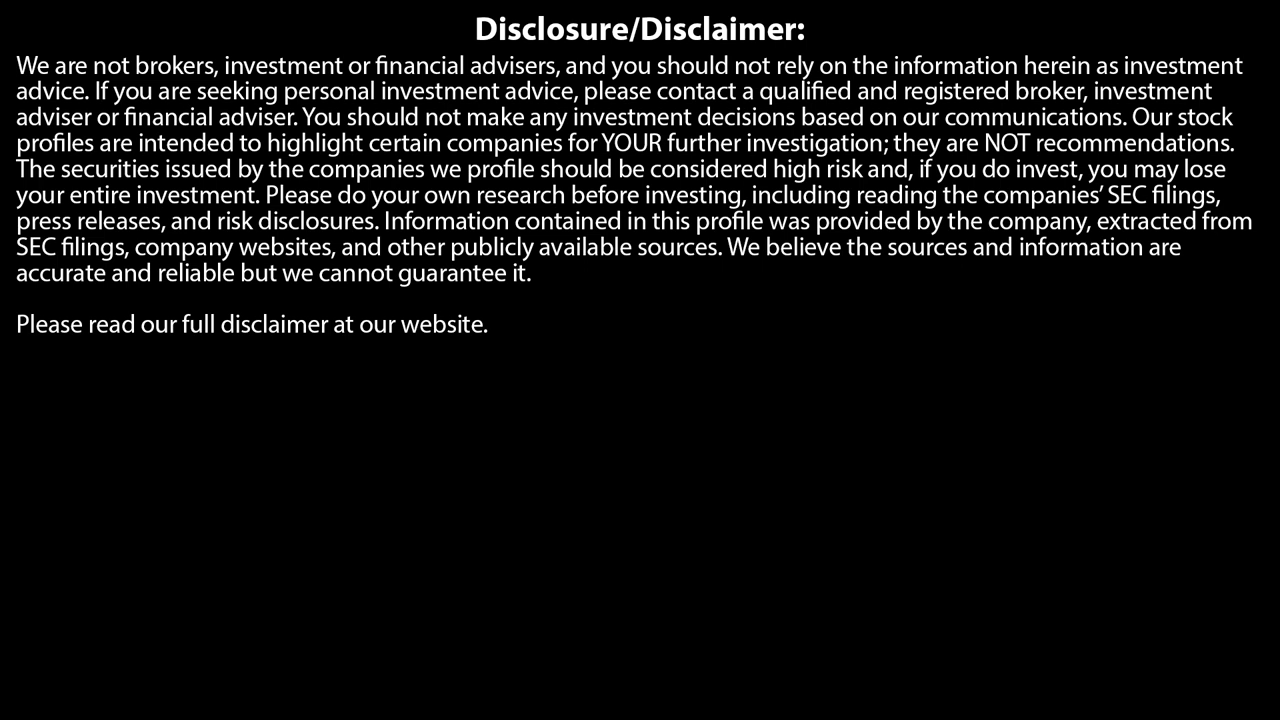 Disclosure/Disclaimer:
We are not brokers, investment or financial advisers, and you should not rely on the information herein as investment
advice. If you are seeking personal investment advice, please contact a qualified and registered broker, investment
adviser or financial adviser. You should not make any investment decisions based on our communications. Our stock
profiles are intended to highlight certain companies for YOUR further investigation; they are NOT recommendations.
The securities issued by the companies we profile should be considered high risk and, if you do invest, you may lose
your entire investment. Please do your own research before investing, including reading the companies’ SEC filings,
press releases, and risk disclosures. Information contained in this profile was provided by the company, extracted from
SEC filings, company websites, and other publicly available sources. We believe the sources and information are
accurate and reliable but we cannot guarantee it.
Please read our full disclaimer at our website.